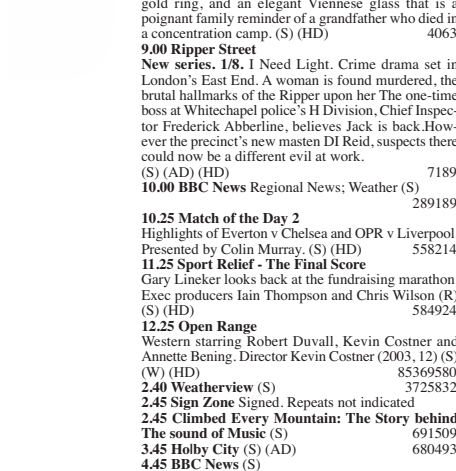 gold ring, and an elegant Viennese glass that is a
poignant family reminder of a grandfather who died in
a concentration camp. (S) (HD) 4063
9.00 Ripper Street
New series. 1/8. I Need Light. Crime drama set in
London's East End. A woman is found murdered, the
brutal hallmarks of the Ripper upon her The one-time
boss at Whitechapel police's H Division, Chief Inspec-
tor Frederick Abberline, believes Jack is back.How-
ever the precinct's new masten DI Reid, suspects there
could now be a different evil at work.
(S) (AD) (HD) 7189
10.00 BBC News Regional News; Weather (S)
289189
10.25 Match of the Day 2
Highlights of Everton v Chelsea and OPR v Liverpool
Presented by Colin Murray. (S) (HD) 558214
11.25 Sport Relief - The Final Score
Gary Lineker looks back at the fundraising marathon
Exec producers Iain Thompson and Chris Wilson (R)
(S) (HD) 584924
12.25 Open Range
Western starring Robert Duvall, Kevin Costner and
Annette Bening. Director Kevin Costner (2003, 12) (S)
(W) (HD) 85369580
2.40 Weatherview (S) 3725832
2.45 Sign Zone Signed. Repeats not indicated
2.45 Climbed Every Mountain: The Story behind
The sound of Music (S) 691509
3.45 Holby City (S) (AD) 680493
4.45 BBC News (S)